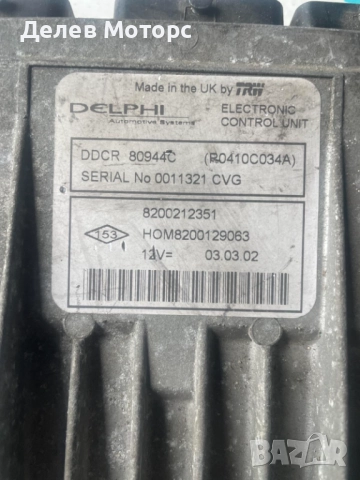 Делев Моторс
Made in the UK by TRW
DELPHI
Automotive Systems
ELECTRONIC
CONTROL UNIT
DDCR 80944C (R0410C034A)
SERIAL No 0011321 CVG
8200212351
153
HOM8200129063
12V= 03.03.02
BAZAR